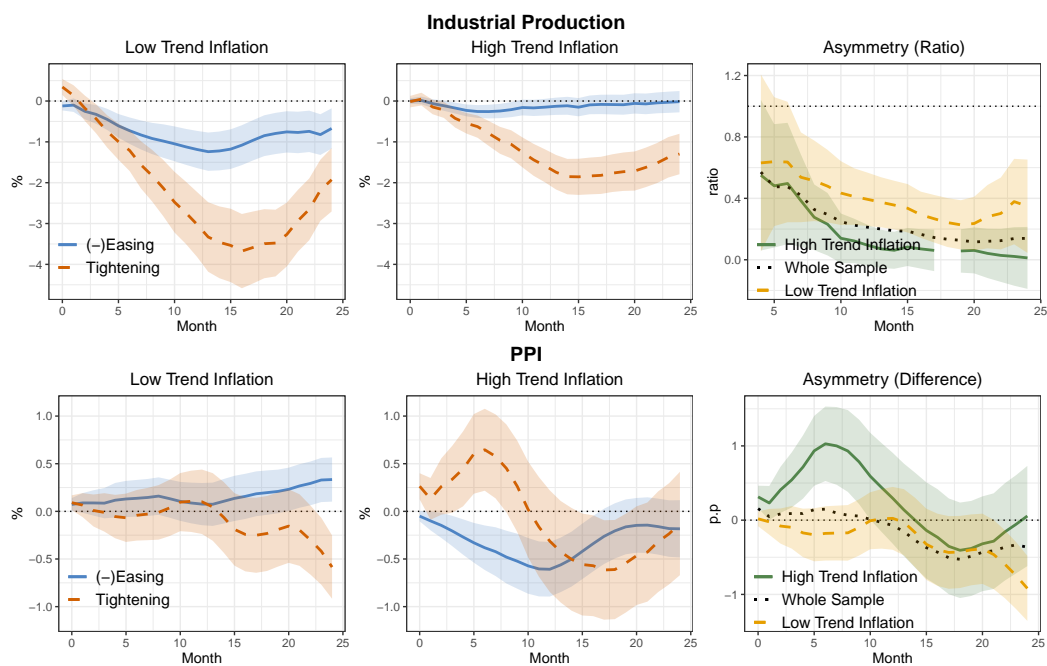 Industrial Production
Low Trend Inflation
High Trend Inflation
Asymmetry (Ratio)
0
−1
−2
−3
−4
%
(−)Easing
Tightening
0
5
10
15
20
25
Month
0
−1
−2
−3
−4
%
0
5
10
15
20
25
Month
1.2
0.8
0.4
0.0
ratio
High Trend Inflation
Whole Sample
Low Trend Inflation
5
10
15
20
25
Month
PPI
Low Trend Inflation
High Trend Inflation
Asymmetry (Difference)
1.0
0.5
0.0
−0.5
−1.0
%
(−)Easing
Tightening
0
5
10
15
20
25
Month
1.0
0.5
0.0
−0.5
−1.0
%
0
5
10
15
20
25
Month
1
0
−1
p.p
High Trend Inflation
Whole Sample
Low Trend Inflation
0
5
10
15
20
25
Month